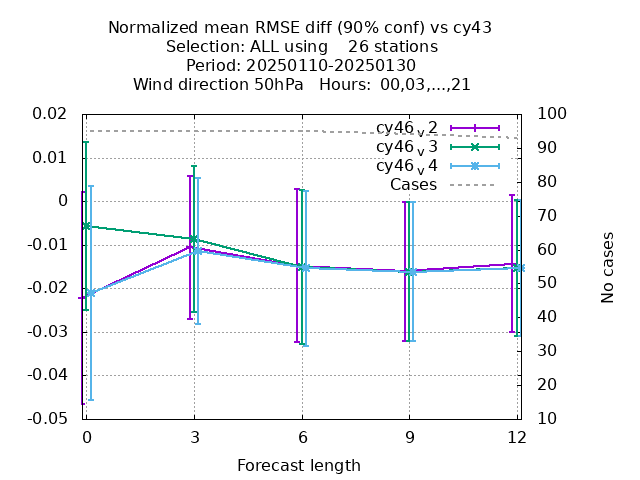 Normalized mean RMSE diff (90% conf) vs cy43
Selection: ALL using 26 stations
Period: 20250110-20250130
Wind direction 50hPa Hours: 00,03,...,21
0.02
0.01
0
-0.01
-0.02
-0.03
-0.04
-0.05
100
90
80
70
60
50
40
30
20
10
cy46v2
cy46v3
cy46v4
Cases
No cases
0 3 6 9 12
Forecast length